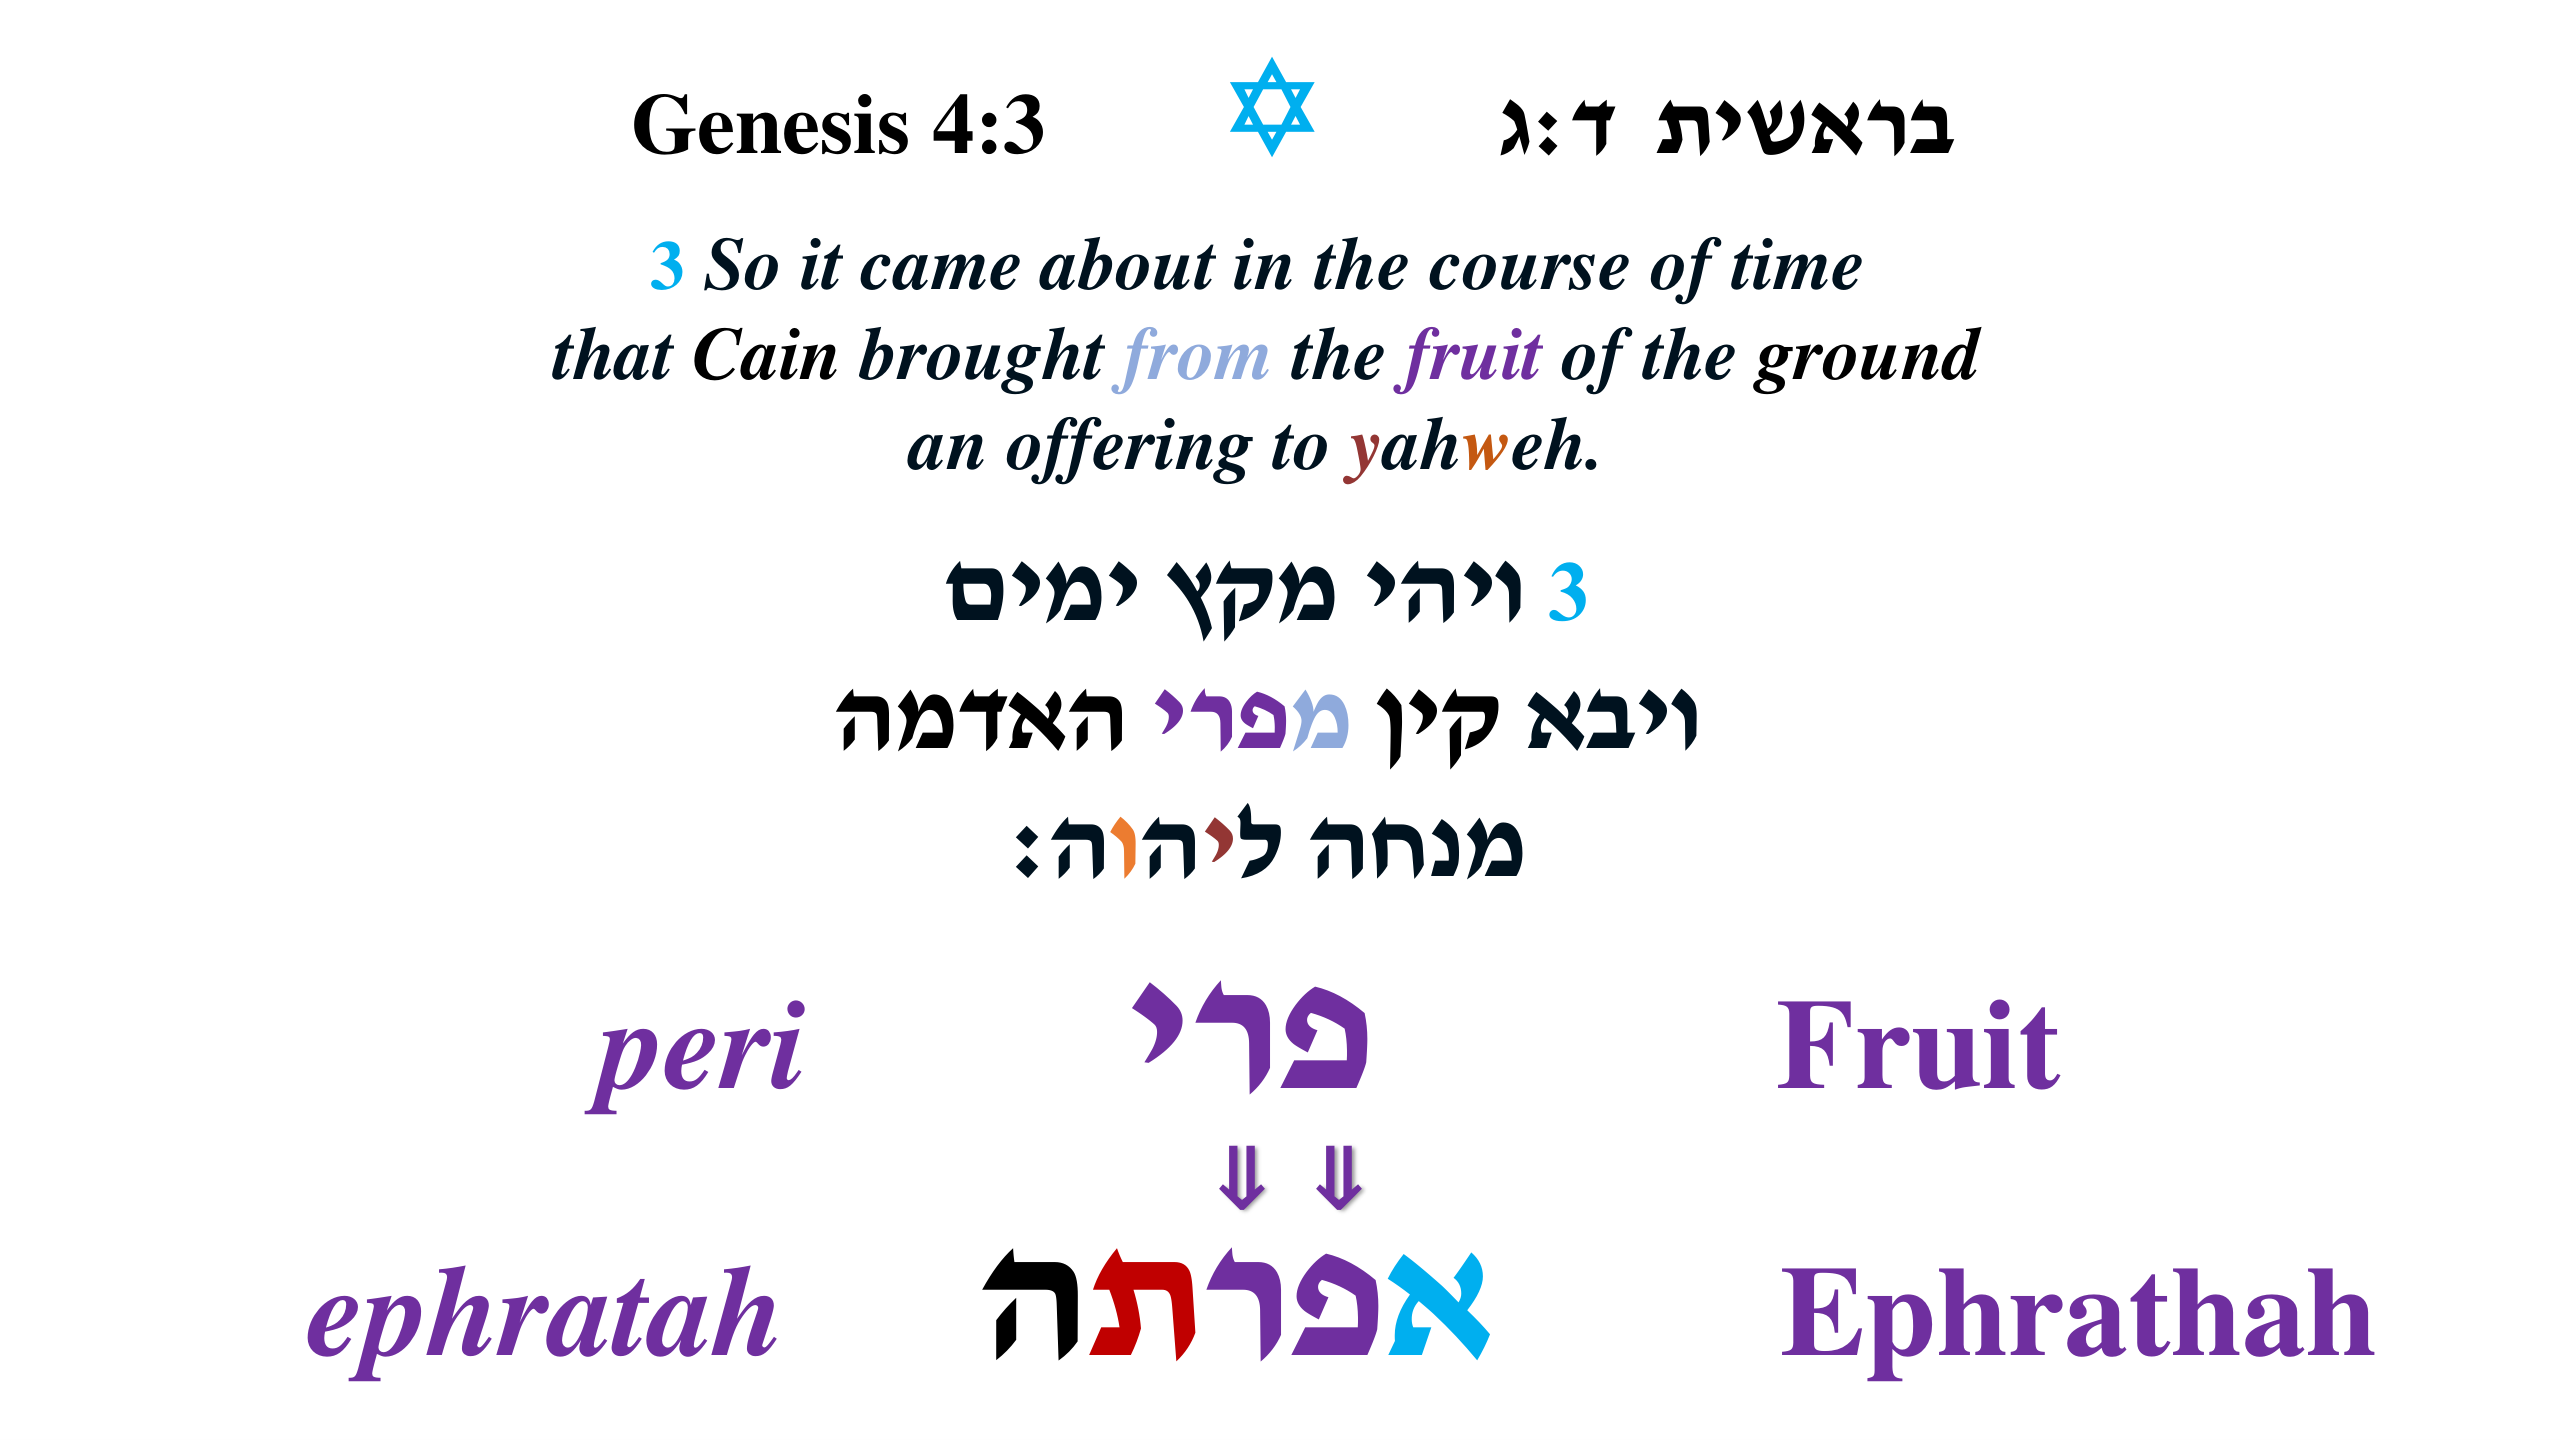 Genesis 4:3 ✡ בראשית ד:ג
3 So it came about in the course of time
that Cain brought from the fruit of the ground
an offering to yahweh.
3 ויהי מקץ ימים
ויבא קין מפרי האדמה
מנחה ליהוה:
peri פרי Fruit
⇓ ⇓
ephratah אפרתה Ephrathah